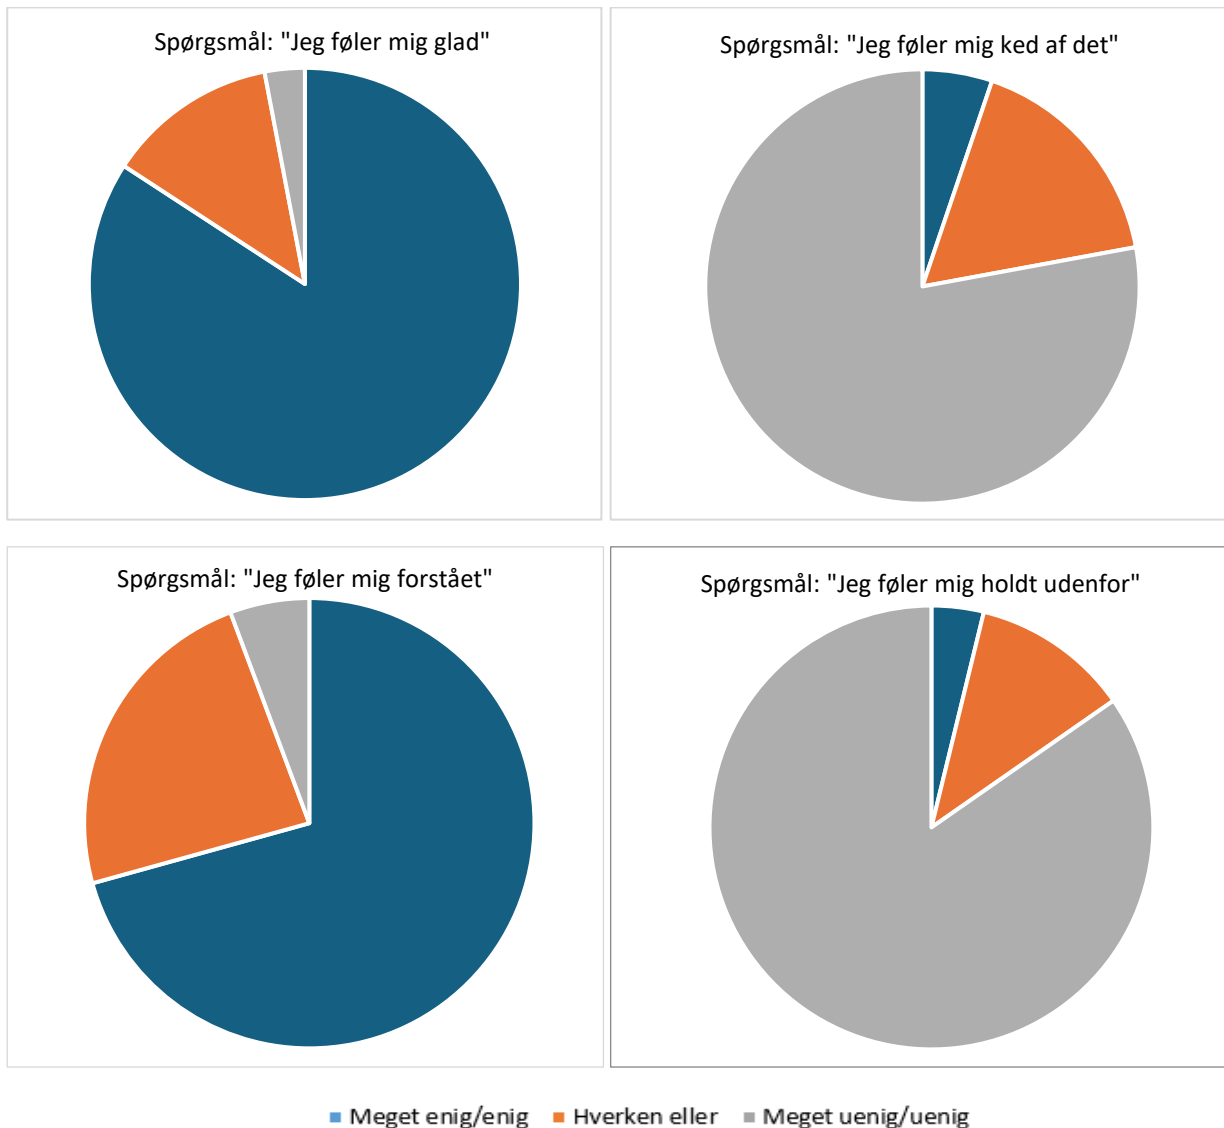 Spørgsmål: "Jeg føler mig glad"
Spørgsmål: "Jeg føler mig ked af det"
Spørgsmål: "Jeg føler mig forstået"
Spørgsmål: "Jeg føler mig holdt udenfor"
Meget enig/enig Hverken eller Meget uenig/uenig